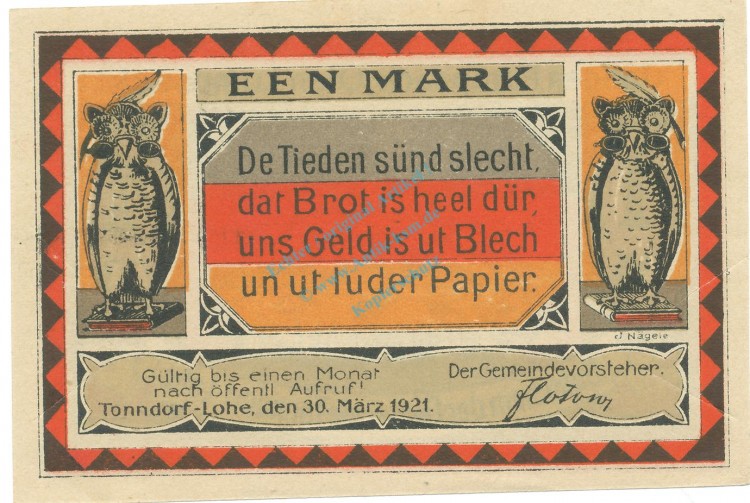 EEN MARK
De Tieden sünd slecht,
dat Brot is heel dür,
uns Geld is ut Blech
un ut luder Papier.
J Nägele
Gültig bis einen Monat
nach öffentl Aufruf!
Tonndorf-Lohe, den 30. März 1921.
Der Gemeindevorsteher.